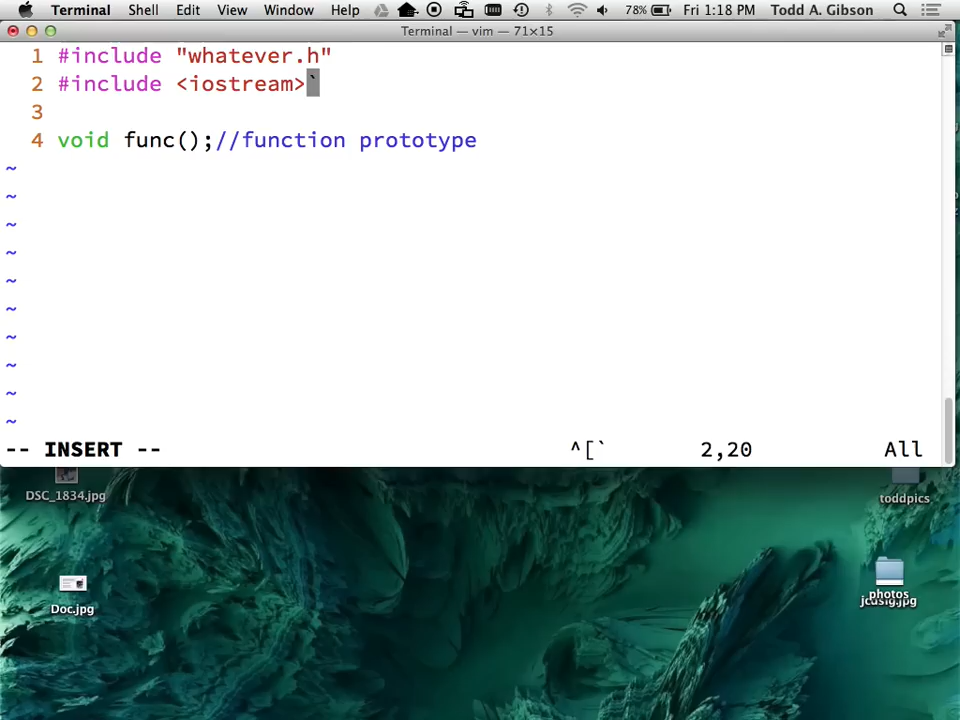 Terminal Shell Edit View Window Help 78% Fri 1:18 PM Todd A. Gibson
Terminal — vim — 71×15
1 #include "whatever.h"
2 #include <iostream>`
3
4 void func();//function prototype
~
~
~
~
~
~
~
~
~
~
-- INSERT -- ^[` 2,20 All
DSC_1834.jpg
toddpics
Doc.jpg
photos
jcusig.jpg